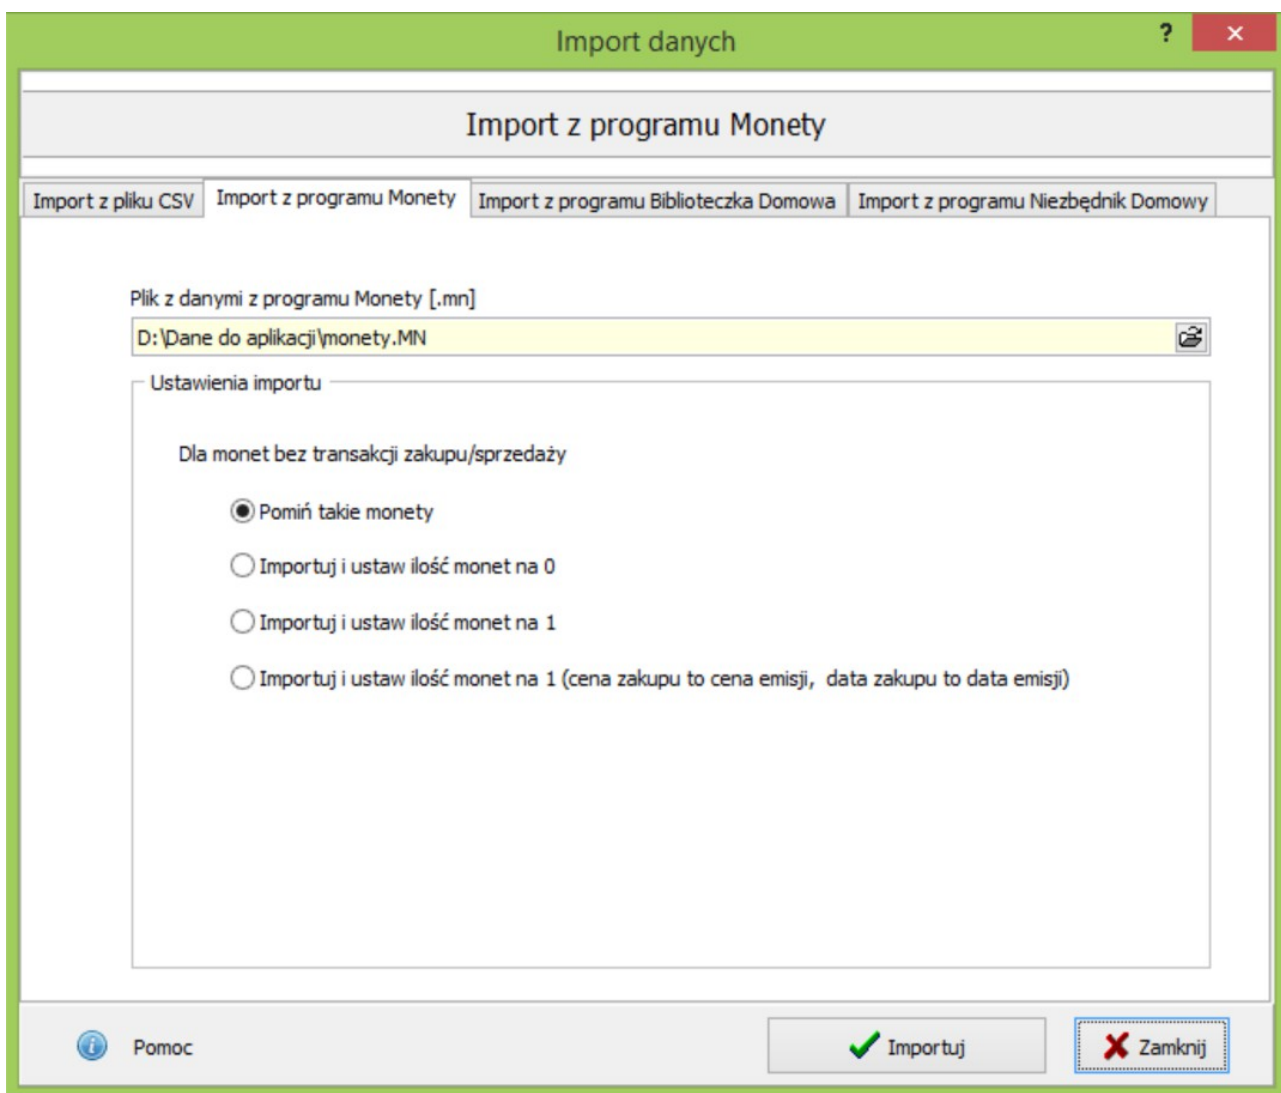 Import danych
?
Import z programu Monety
Import z pliku CSV Import z programu Monety Import z programu Biblioteczka Domowa Import z programu Niezbędnik Domowy
Plik z danymi z programu Monety [.mn]
D:\Dane do aplikacji\monety.MN
Ustawienia importu
Dla monet bez transakcji zakupu/sprzedaży
Pomiń takie monety
Importuj i ustaw ilość monet na 0
Importuj i ustaw ilość monet na 1
Importuj i ustaw ilość monet na 1 (cena zakupu to cena emisji, data zakupu to data emisji)
Pomoc Importuj Zamknij